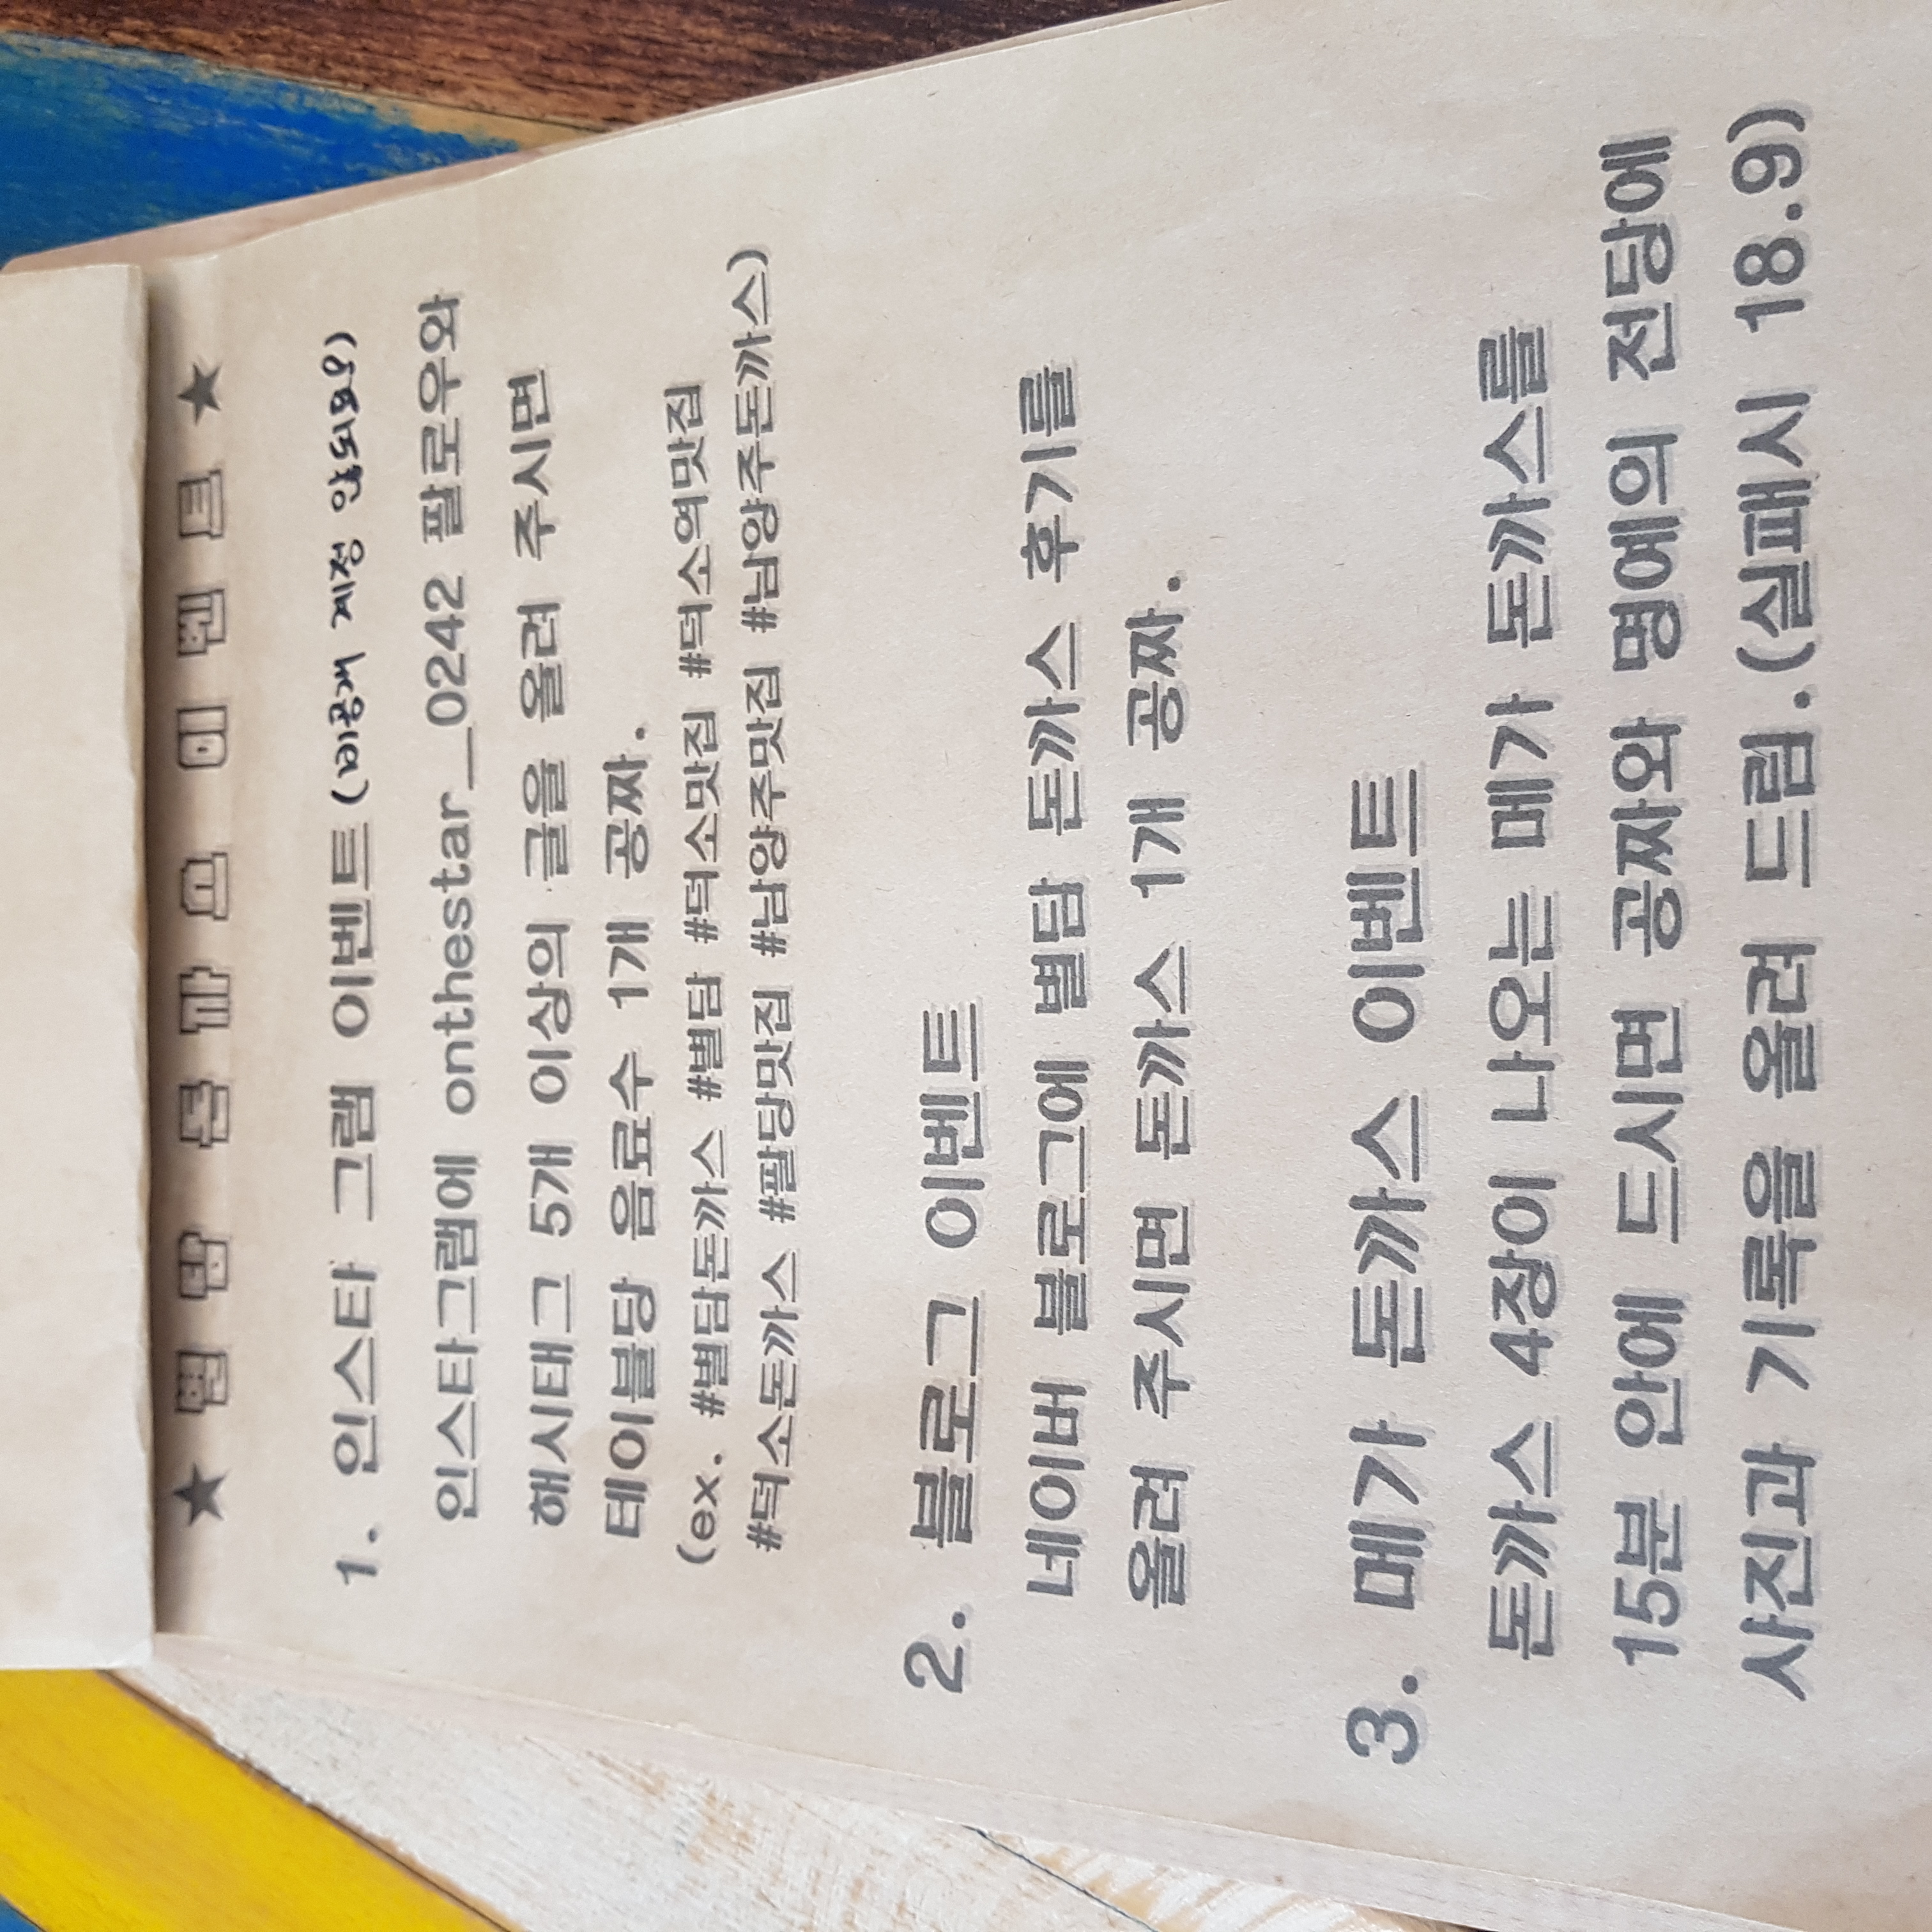 ★ 별 담 돈 까 스 이 벤 트 ★
1. 인스타 그램 이벤트(비공개 계정 안되요)
인스타그램에 onthestar__0242 팔로우와
해시태그 5개 이상의 글을 올려 주시면
테이블당 음료수 1개 공짜.
(ex. #별담돈까스 #별담 #덕소맛집 #덕소역맛집
#덕소돈까스 #팔당맛집 #남양주맛집 #남양주돈까스)
2. 블로그 이벤트
네이버 블로그에 별담 돈까스 후기를
올려 주시면 돈까스 1개 공짜.
3. 메가 돈까스 이벤트
돈까스 4장이 나오는 메가 돈까스를
15분 안에 드시면 공짜와 명예의 전당에
사진과 기록을 올려 드림.(실패시 18.9)